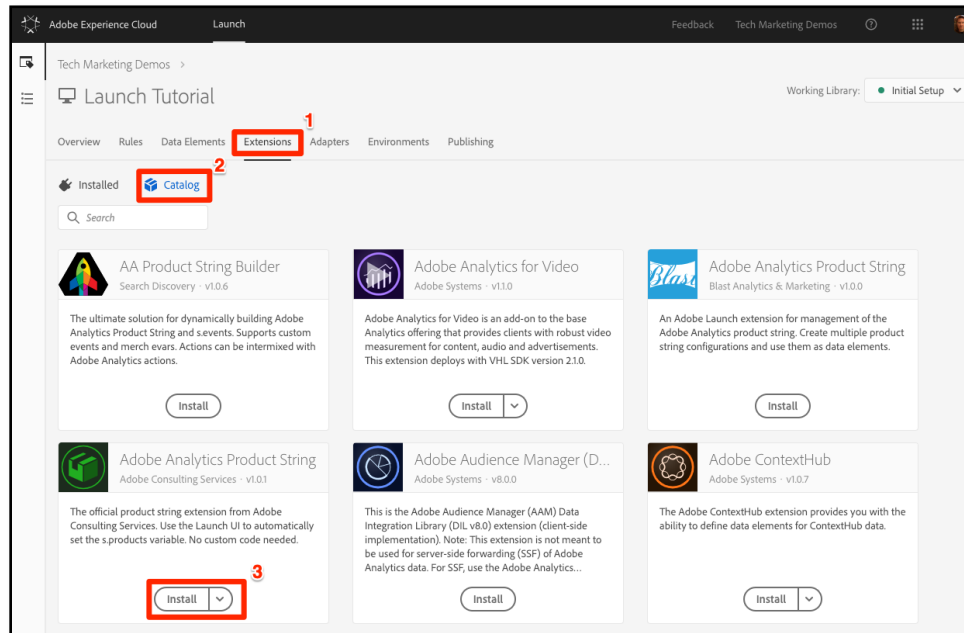 Adobe Experience Cloud Launch Feedback Tech Marketing Demos
Tech Marketing Demos >
Launch Tutorial
Working Library: Initial Setup
1
Overview Rules Data Elements Extensions Adapters Environments Publishing
2
Installed Catalog
Search
AA Product String Builder
Search Discovery · v1.0.6
The ultimate solution for dynamically building Adobe
Analytics Product String and s.events. Supports custom
events and merch evars. Actions can be intermixed with
Adobe Analytics actions.
Install
Adobe Analytics for Video
Adobe Systems · v1.1.0
Adobe Analytics for Video is an add-on to the base
Analytics offering that provides clients with robust video
measurement for content, audio and advertisements.
This extension deploys with VHL SDK version 2.1.0.
Install
Blast
Adobe Analytics Product String
Blast Analytics & Marketing · v1.0.0
An Adobe Launch extension for management of the
Adobe Analytics product string. Create multiple product
string configurations and use them as data elements.
Install
Adobe Analytics Product String
Adobe Consulting Services · v1.0.1
The official product string extension from Adobe
Consulting Services. Use the Launch UI to automatically
set the s.products variable. No custom code needed.
3
Install
Adobe Audience Manager (D...
Adobe Systems · v8.0.0
This is the Adobe Audience Manager (AAM) Data
Integration Library (DIL v8.0) extension (client-side
implementation). Note: This extension is not meant to
be used for server-side forwarding (SSF) of Adobe
Analytics data. For SSF, use the Adobe Analytics...
Install
Adobe ContextHub
Adobe Systems · v1.0.7
The Adobe ContextHub extension provides you with the
ability to define data elements for ContextHub data.
Install